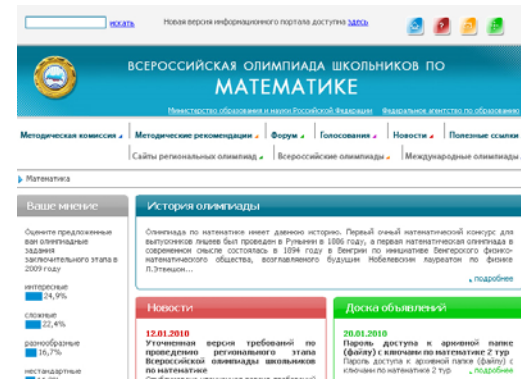 искать
Новая версия информационного портала доступна здесь
ВСЕРОССИЙСКАЯ ОЛИМПИАДА ШКОЛЬНИКОВ ПО
МАТЕМАТИКЕ
Министерство образования и науки Российской Федерации Федеральное агентство по образованию
Методическая комиссия Методические рекомендации Форум Голосования Новости Полезные ссылки
Сайты региональных олимпиад Всероссийские олимпиады Международные олимпиады
Математика
Ваше мнение
Оцените предложенные
вам олимпиадные
задания
заключительного этапа в
2009 году
интересные
24,9%
сложные
22,4%
разнообразные
16,7%
нестандартные
История олимпиады
Олимпиада по математике имеет давнюю историю. Первый очный математический конкурс для
выпускников лицеев был проведен в Румынии в 1886 году, а первая математическая олимпиада в
современном смысле состоялась в 1894 году в Венгрии по инициативе Венгерского физико-
математического общества, возглавляемого будущим Нобелевским лауреатом по физике
Л.Этвешем...
подробнее
Новости
12.01.2010
Уточненная версия требований по
проведению регионального этапа
Всероссийской олимпиады школьников
по математике
Доска объявлений
20.01.2010
Пароль доступа к архивной папке
(файлу) с ключами по математике 2 тур
Пароль доступа к архивной папке (файлу) с
ключами по математике 2 тур
подробнее